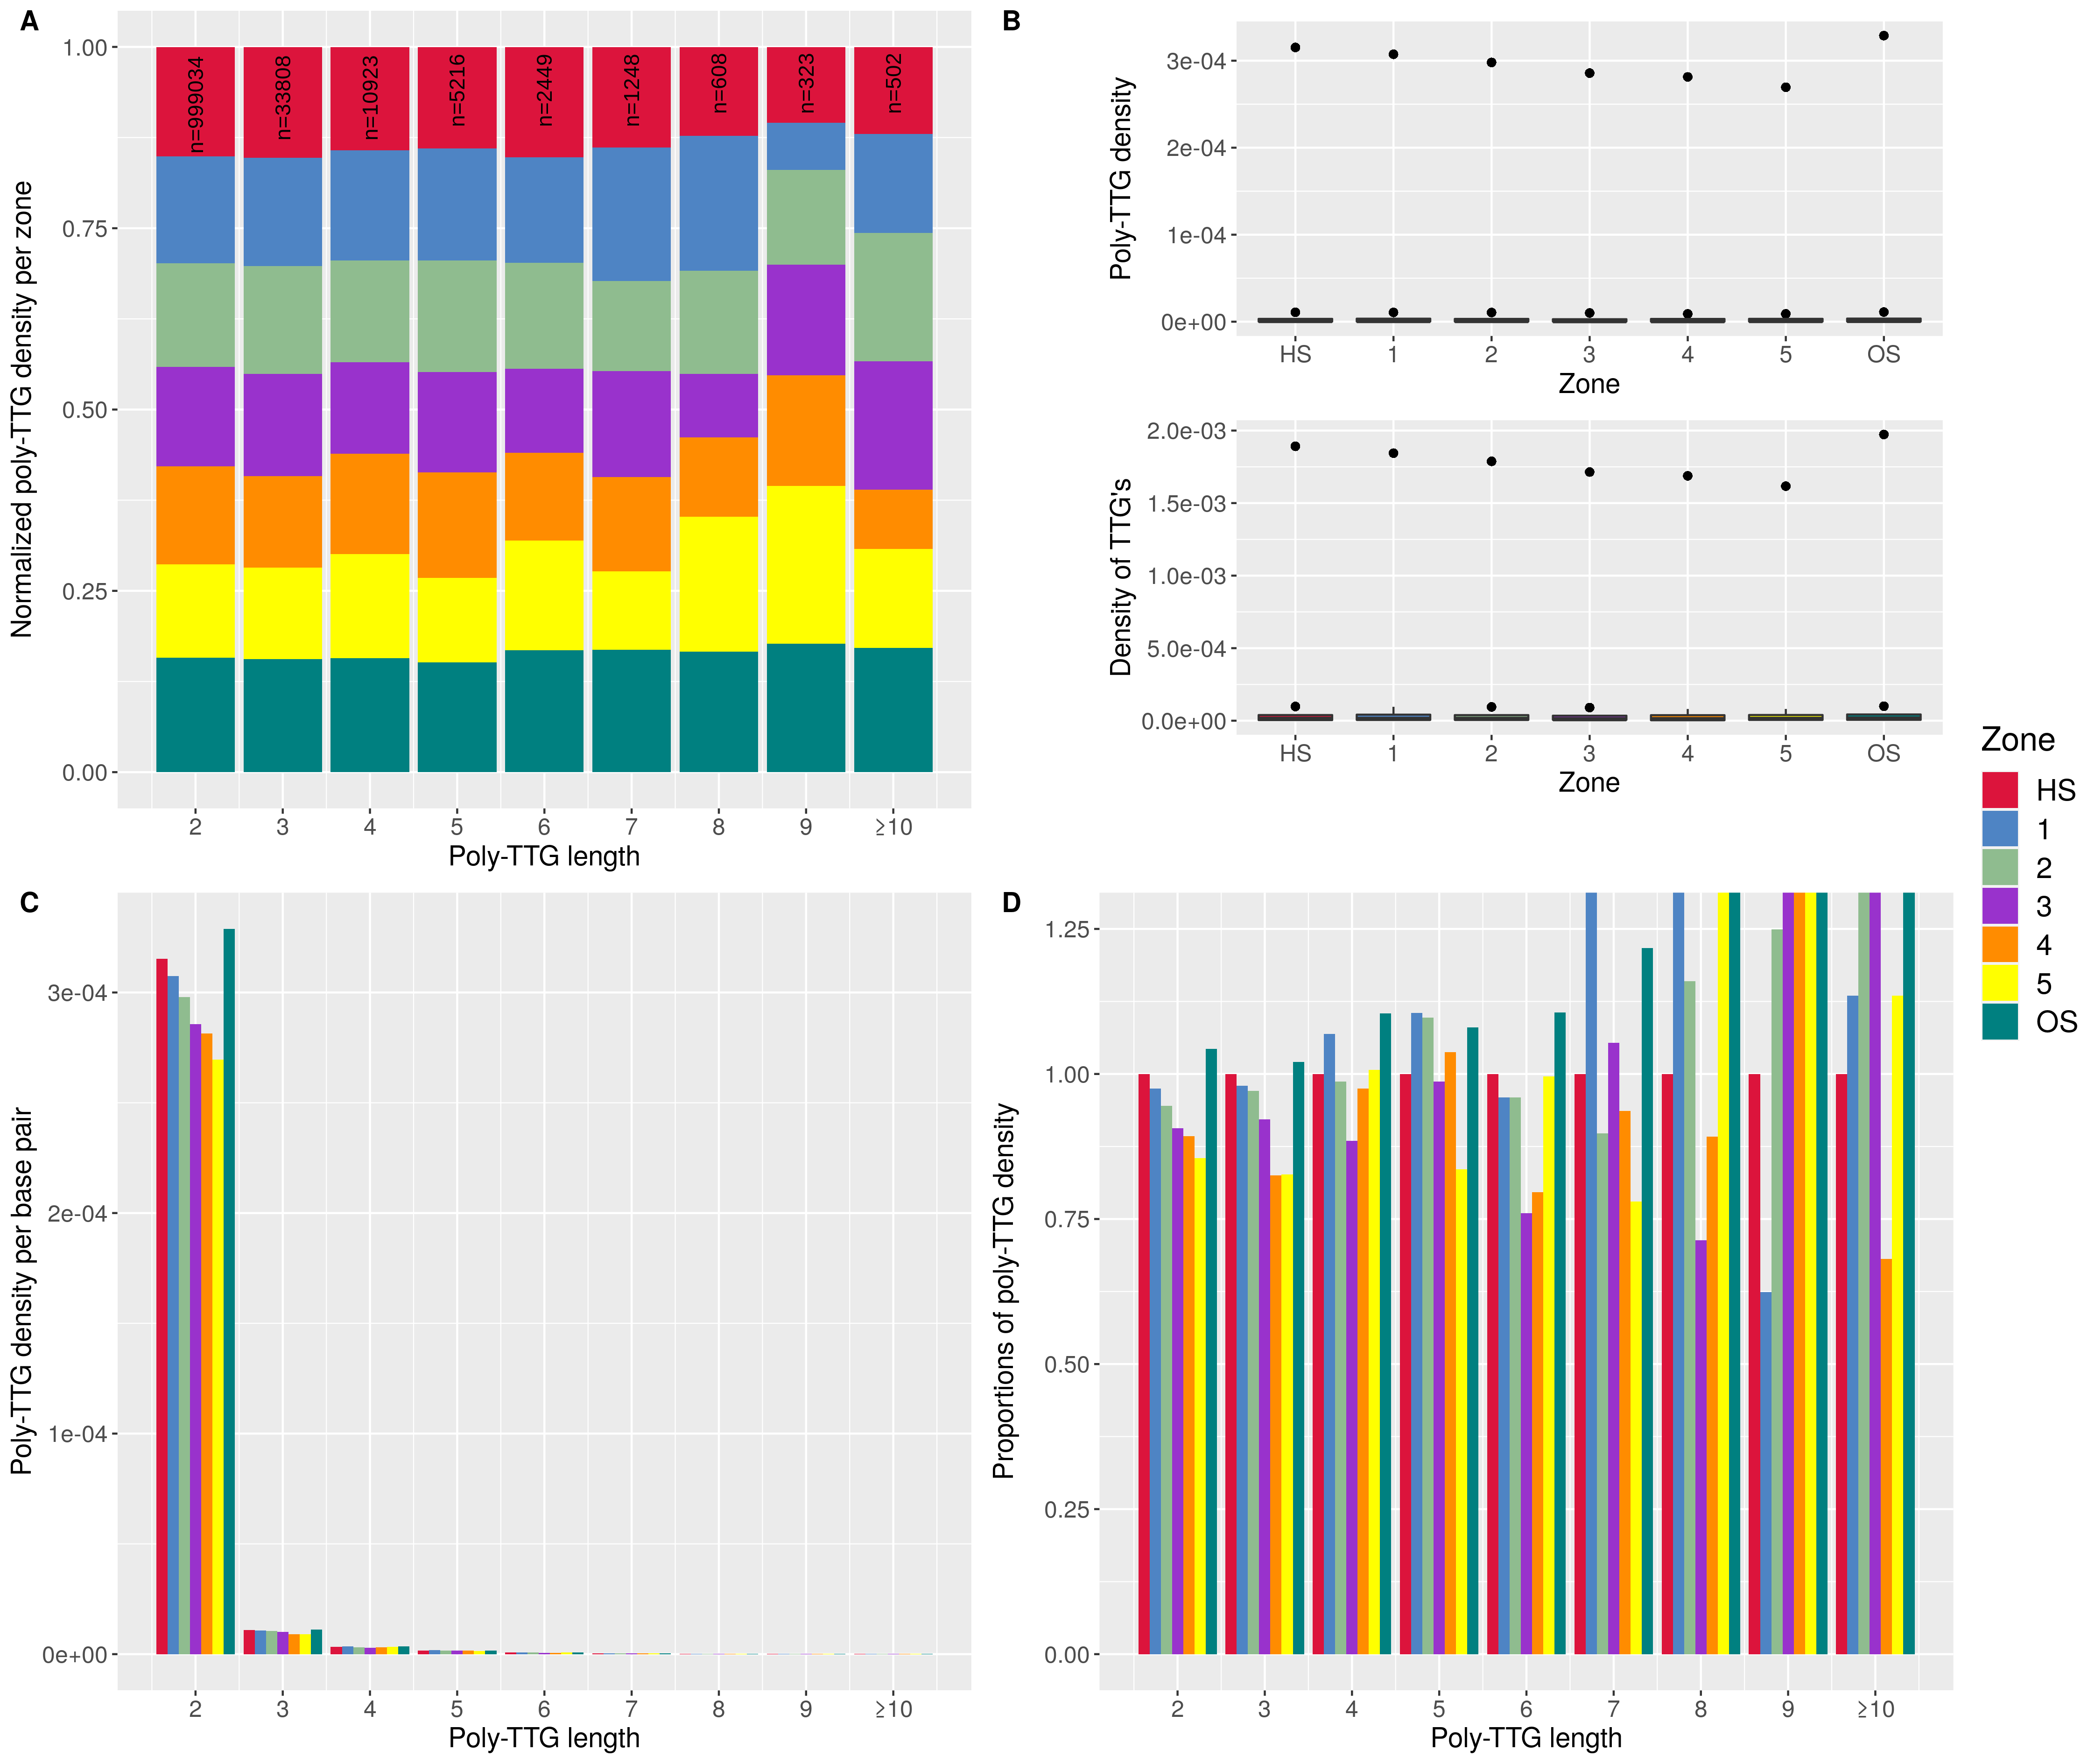 A
Normalized poly-TTG density per zone
1.00
0.75
0.50
0.25
0.00
n=999034
n=33808
n=10923
n=5216
n=2449
n=1248
n=608
n=323
n=502
2 3 4 5 6 7 8 9 ≥10
Poly-TTG length
B
Poly-TTG density
3e-04
2e-04
1e-04
0e+00
HS 1 2 3 4 5 OS
Zone
Density of TTG's
2.0e-03
1.5e-03
1.0e-03
5.0e-04
0.0e+00
HS 1 2 3 4 5 OS
Zone
Zone
HS
1
2
3
4
5
OS
C
Poly-TTG density per base pair
3e-04
2e-04
1e-04
0e+00
2 3 4 5 6 7 8 9 ≥10
Poly-TTG length
D
Proportions of poly-TTG density
1.25
1.00
0.75
0.50
0.25
0.00
2 3 4 5 6 7 8 9 ≥10
Poly-TTG length